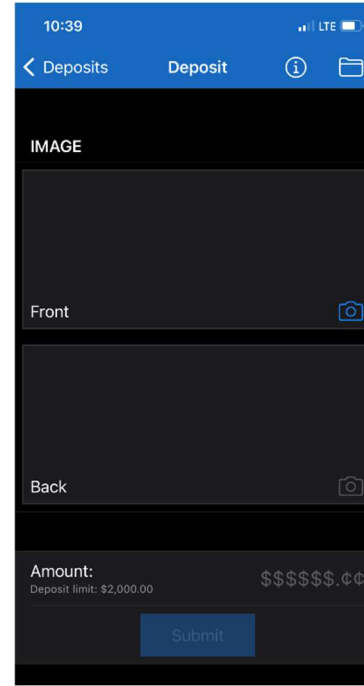 10:39 LTE
Deposits Deposit
IMAGE
Front
Back
Amount: $$$$$$.¢¢
Deposit limit: $2,000.00
Submit